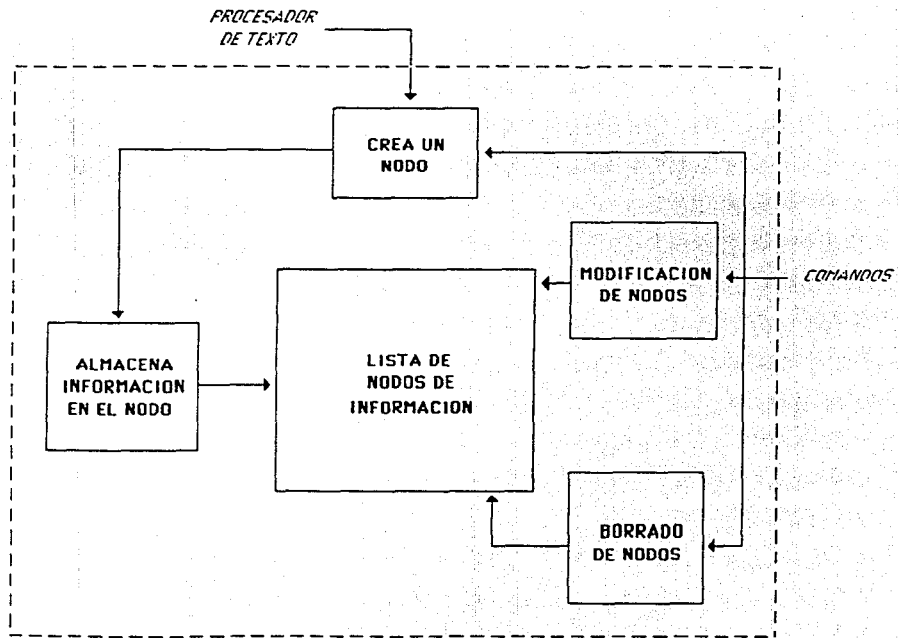 PROCESADOR
DE TEXTO
CREA UN
NODO
MODIFICACION
DE NODOS
COMANDOS
ALMACENA
INFORMACION
EN EL NODO
LISTA DE
NODOS DE
INFORMACION
BORRADO
DE NODOS